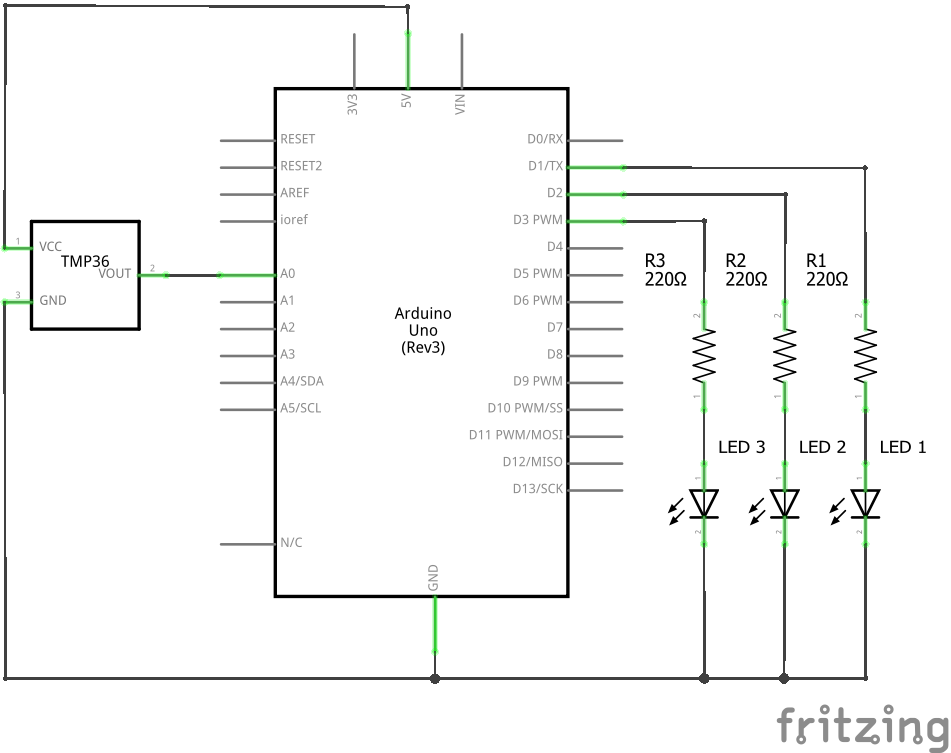 3V3
5V
VIN
RESET
RESET2
AREF
ioref
A0
A1
A2
A3
A4/SDA
A5/SCL
N/C
D0/RX
D1/TX
D2
D3 PWM
D4
D5 PWM
D6 PWM
D7
D8
D9 PWM
D10 PWM/SS
D11 PWM/MOSI
D12/MISO
D13/SCK
GND
Arduino
Uno
(Rev3)
1
VCC
TMP36
VOUT
2
3
GND
R3
220Ω
R2
220Ω
R1
220Ω
2
2
2
1
1
1
LED 3
LED 2
LED 1
1
1
1
2
2
2
fritzing